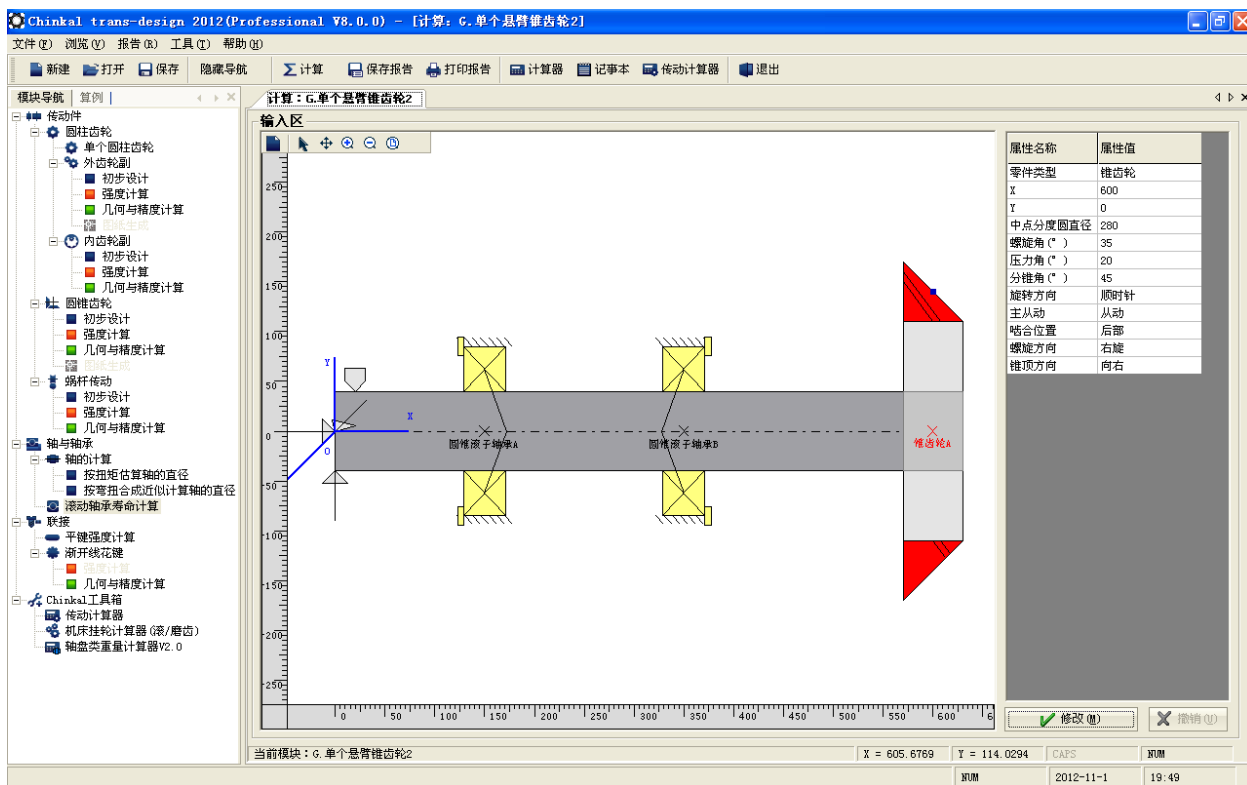 Chinkal trans-design 2012(Professional V8.0.0) - [计算：G.单个悬臂锥齿轮2]
文件(F) 浏览(V) 报告(R) 工具(T) 帮助(H)
新建 打开 保存 隐藏导航 计算 保存报告 打印报告 计算器 记事本 传动计算器 退出
模块导航 算例
传动件
圆柱齿轮
单个圆柱齿轮
外齿轮副
初步设计
强度计算
几何与精度计算
图纸生成
内齿轮副
初步设计
强度计算
几何与精度计算
圆锥齿轮
初步设计
强度计算
几何与精度计算
图纸生成
蜗杆传动
初步设计
强度计算
几何与精度计算
轴与轴承
轴的计算
按扭矩估算轴的直径
按弯扭合成近似计算轴的直径
滚动轴承寿命计算
联接
平键强度计算
渐开线花键
强度计算
几何与精度计算
Chinkal工具箱
传动计算器
机床挂轮计算器(滚/磨齿)
轴盘类重量计算器V2.0
计算：G.单个悬臂锥齿轮2
输入区
250
200
150
100
50
0
-50
-100
-150
-200
-250
Y
X
O
圆锥滚子轴承A
圆锥滚子轴承B
锥齿轮A
0 50 100 150 200 250 300 350 400 450 500 550 600 6
属性名称 属性值
零件类型 锥齿轮
X 600
Y 0
中点分度圆直径 280
螺旋角(°) 35
压力角(°) 20
分锥角(°) 45
旋转方向 顺时针
主从动 从动
啮合位置 后部
螺旋方向 右旋
锥顶方向 向右
修改(M) 撤销(U)
当前模块：G.单个悬臂锥齿轮2 X = 605.6769 Y = 114.0294 CAPS NUM
NUM 2012-11-1 19:49